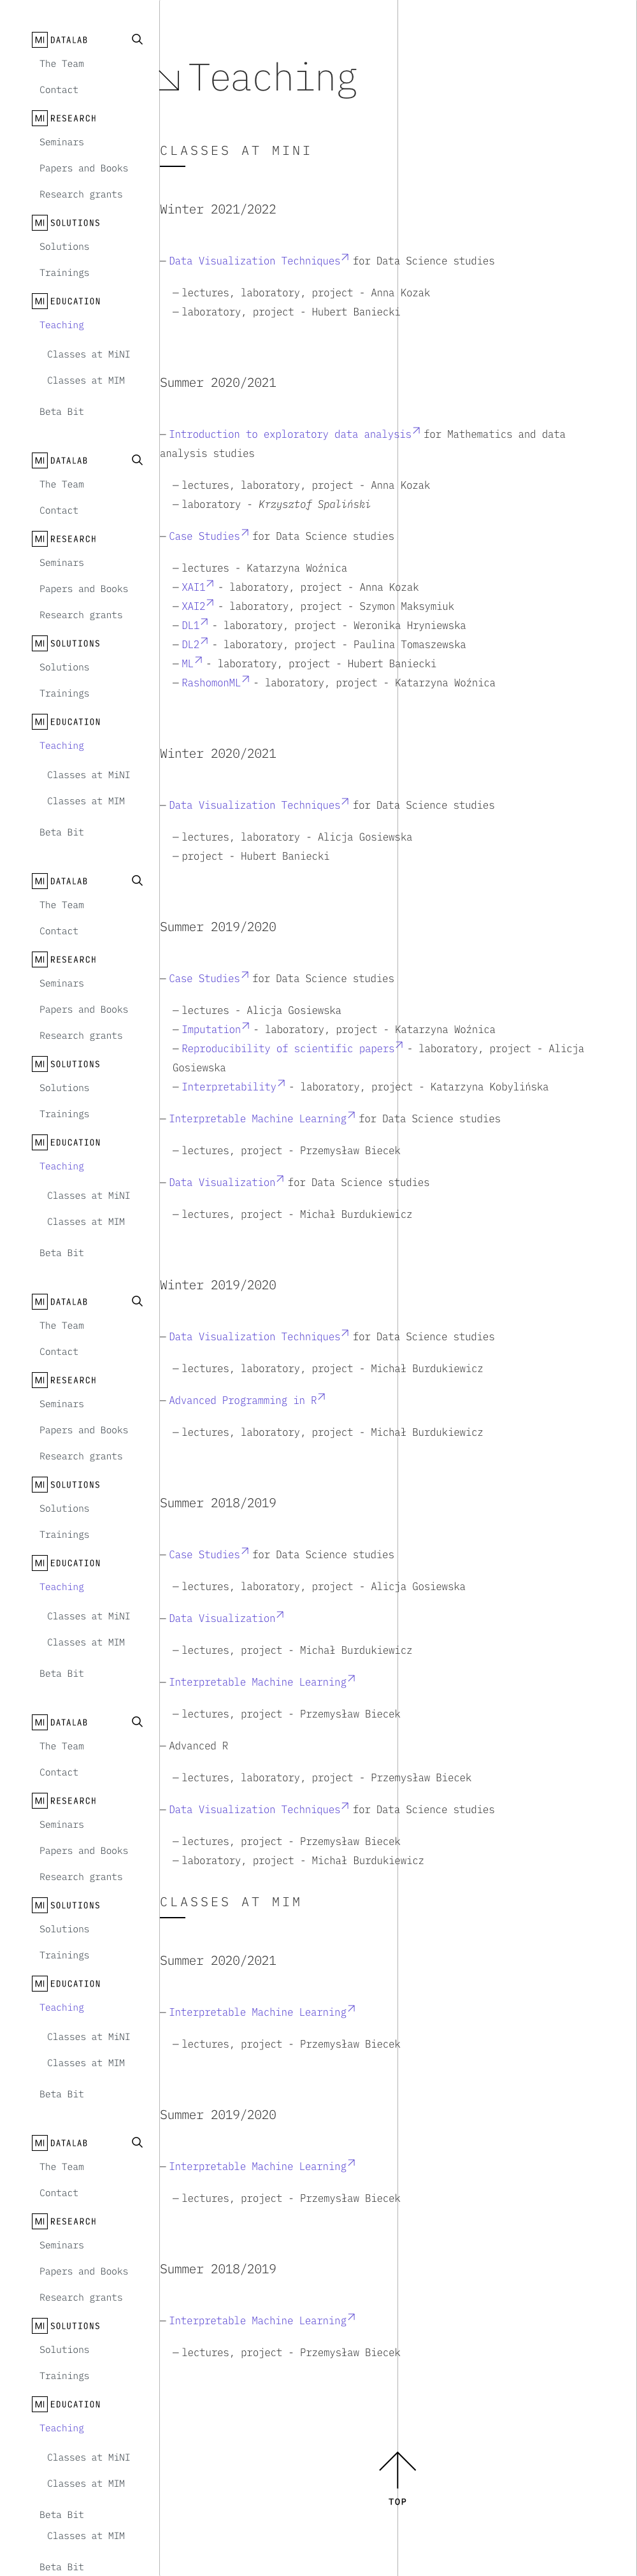 MI DATALAB
The Team
Contact
MI RESEARCH
Seminars
Papers and Books
Research grants
MI SOLUTIONS
Solutions
Trainings
MI EDUCATION
Teaching
Classes at MiNI
Classes at MIM
Beta Bit
MI DATALAB
The Team
Contact
MI RESEARCH
Seminars
Papers and Books
Research grants
MI SOLUTIONS
Solutions
Trainings
MI EDUCATION
Teaching
Classes at MiNI
Classes at MIM
Beta Bit
MI DATALAB
The Team
Contact
MI RESEARCH
Seminars
Papers and Books
Research grants
MI SOLUTIONS
Solutions
Trainings
MI EDUCATION
Teaching
Classes at MiNI
Classes at MIM
Beta Bit
MI DATALAB
The Team
Contact
MI RESEARCH
Seminars
Papers and Books
Research grants
MI SOLUTIONS
Solutions
Trainings
MI EDUCATION
Teaching
Classes at MiNI
Classes at MIM
Beta Bit
MI DATALAB
The Team
Contact
MI RESEARCH
Seminars
Papers and Books
Research grants
MI SOLUTIONS
Solutions
Trainings
MI EDUCATION
Teaching
Classes at MiNI
Classes at MIM
Beta Bit
MI DATALAB
The Team
Contact
MI RESEARCH
Seminars
Papers and Books
Research grants
MI SOLUTIONS
Solutions
Trainings
MI EDUCATION
Teaching
Classes at MiNI
Classes at MIM
Beta Bit
Classes at MIM
Beta Bit
Teaching
CLASSES AT MINI
Winter 2021/2022
— Data Visualization Techniques for Data Science studies
— lectures, laboratory, project - Anna Kozak
— laboratory, project - Hubert Baniecki
Summer 2020/2021
— Introduction to exploratory data analysis for Mathematics and data
analysis studies
— lectures, laboratory, project - Anna Kozak
— laboratory - Krzysztof Spaliński
— Case Studies for Data Science studies
— lectures - Katarzyna Woźnica
— XAI1 - laboratory, project - Anna Kozak
— XAI2 - laboratory, project - Szymon Maksymiuk
— DL1 - laboratory, project - Weronika Hryniewska
— DL2 - laboratory, project - Paulina Tomaszewska
— ML - laboratory, project - Hubert Baniecki
— RashomonML - laboratory, project - Katarzyna Woźnica
Winter 2020/2021
— Data Visualization Techniques for Data Science studies
— lectures, laboratory - Alicja Gosiewska
— project - Hubert Baniecki
Summer 2019/2020
— Case Studies for Data Science studies
— lectures - Alicja Gosiewska
— Imputation - laboratory, project - Katarzyna Woźnica
— Reproducibility of scientific papers - laboratory, project - Alicja
Gosiewska
— Interpretability - laboratory, project - Katarzyna Kobylińska
— Interpretable Machine Learning for Data Science studies
— lectures, project - Przemysław Biecek
— Data Visualization for Data Science studies
— lectures, project - Michał Burdukiewicz
Winter 2019/2020
— Data Visualization Techniques for Data Science studies
— lectures, laboratory, project - Michał Burdukiewicz
— Advanced Programming in R
— lectures, laboratory, project - Michał Burdukiewicz
Summer 2018/2019
— Case Studies for Data Science studies
— lectures, laboratory, project - Alicja Gosiewska
— Data Visualization
— lectures, project - Michał Burdukiewicz
— Interpretable Machine Learning
— lectures, project - Przemysław Biecek
— Advanced R
— lectures, laboratory, project - Przemysław Biecek
— Data Visualization Techniques for Data Science studies
— lectures, project - Przemysław Biecek
— laboratory, project - Michał Burdukiewicz
CLASSES AT MIM
Summer 2020/2021
— Interpretable Machine Learning
— lectures, project - Przemysław Biecek
Summer 2019/2020
— Interpretable Machine Learning
— lectures, project - Przemysław Biecek
Summer 2018/2019
— Interpretable Machine Learning
— lectures, project - Przemysław Biecek
TOP